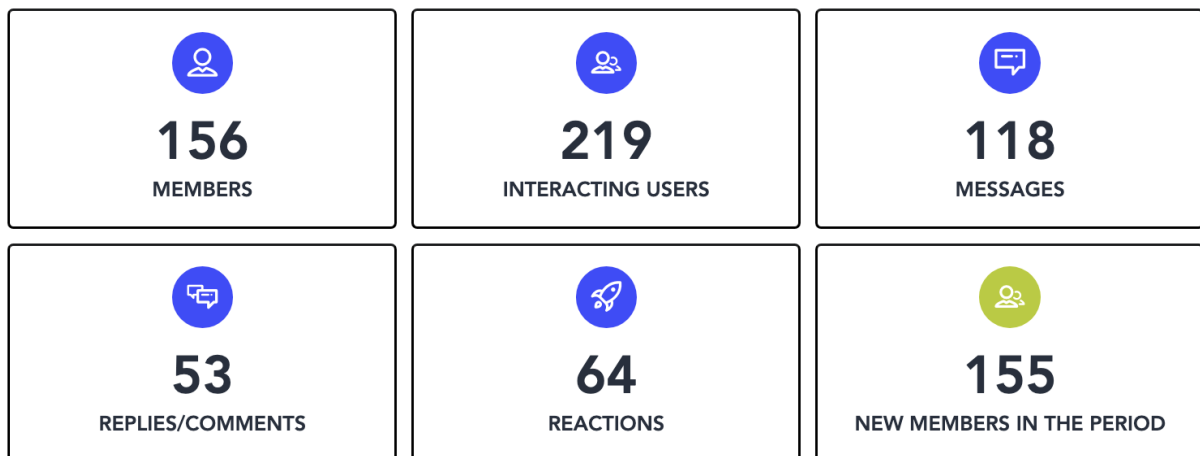 156
MEMBERS
219
INTERACTING USERS
118
MESSAGES
53
REPLIES/COMMENTS
64
REACTIONS
155
NEW MEMBERS IN THE PERIOD